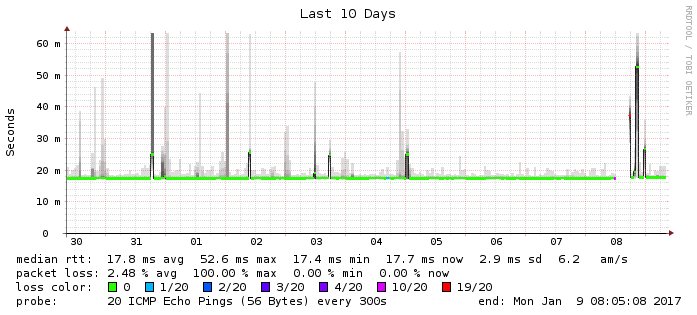 Last 10 Days
RRDTOOL / TOBI OETIKER
Seconds
60 m
50 m
40 m
30 m
20 m
10 m
0
30 31 01 02 03 04 05 06 07 08
median rtt: 17.8 ms avg 52.6 ms max 17.4 ms min 17.7 ms now 2.9 ms sd 6.2 am/s
packet loss: 2.48 % avg 100.00 % max 0.00 % min 0.00 % now
loss color: 0 1/20 2/20 3/20 4/20 10/20 19/20
probe: 20 ICMP Echo Pings (56 Bytes) every 300s end: Mon Jan 9 08:05:08 2017